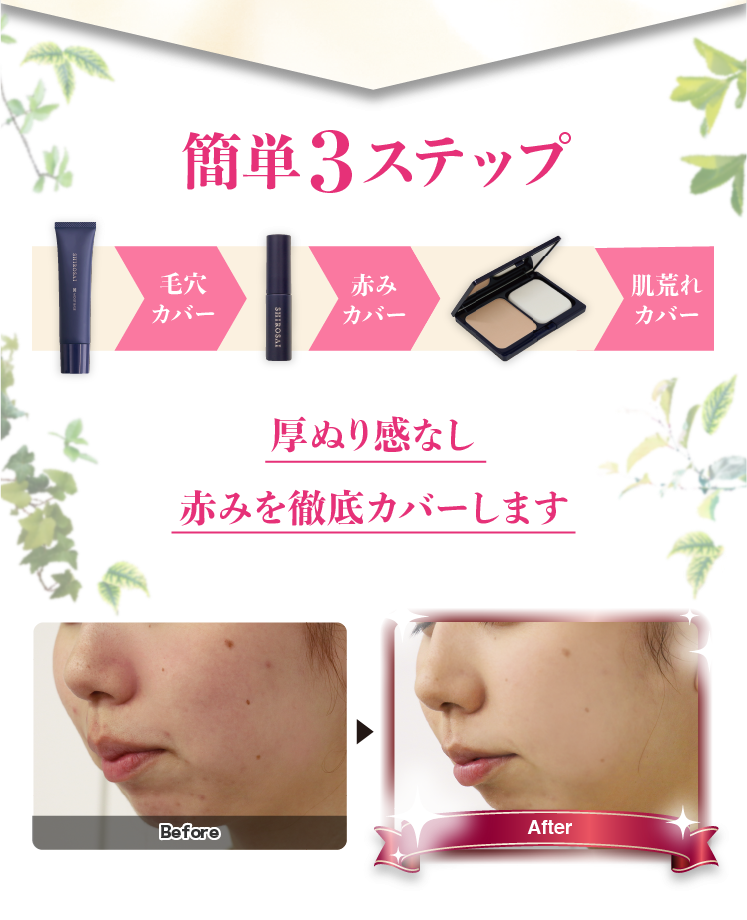 簡単3ステップ
SHIROSAI
毛穴
カバー
SHIROSAI
赤み
カバー
肌荒れ
カバー
厚ぬり感なし
赤みを徹底カバーします
Before
After